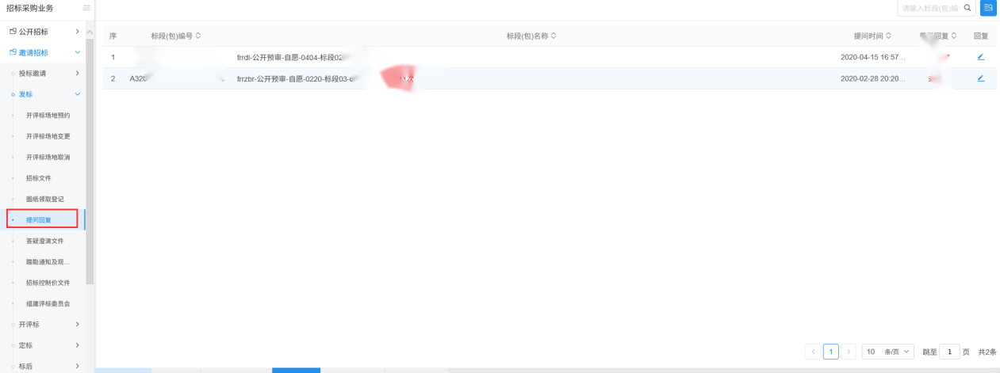 招标采购业务
请输入标段(包)编
公开招标
邀请招标
投标邀请
发标
开评标场地预约
开评标场地变更
开评标场地取消
招标文件
图纸领取登记
提问回复
答疑澄清文件
踏勘通知及现...
招标控制价文件
组建评标委员会
开评标
定标
标后
序 标段(包)编号 标段(包)名称 提问时间 回复 回复
1 frrdl-公开预审-自愿-0404-标段02 2020-04-15 16:57...
2 A320 frrzbr-公开预审-自愿-0220-标段03- 次 2020-02-28 20:20...
1 10 条/页 跳至 1 页 共2条